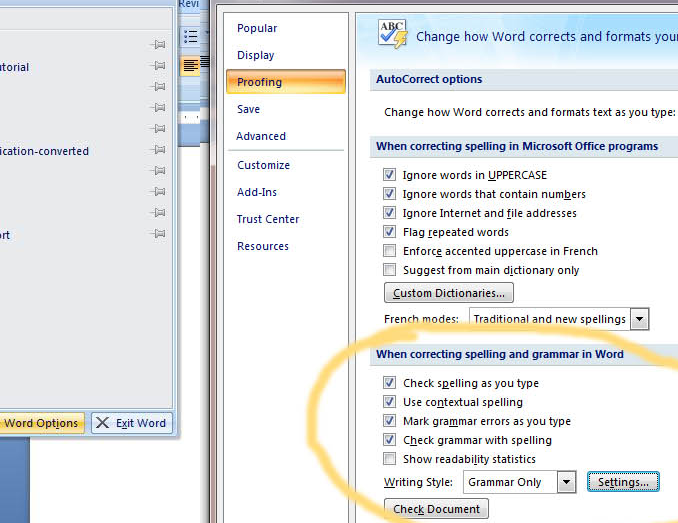 Revi
utorial
ication-converted
rt
Word Options
Exit Word
Popular
Display
Proofing
Save
Advanced
Customize
Add-Ins
Trust Center
Resources
ABC
Change how Word corrects and formats your
AutoCorrect options
Change how Word corrects and formats text as you type:
When correcting spelling in Microsoft Office programs
Ignore words in UPPERCASE
Ignore words that contain numbers
Ignore Internet and file addresses
Flag repeated words
Enforce accented uppercase in French
Suggest from main dictionary only
Custom Dictionaries...
French modes: Traditional and new spellings
When correcting spelling and grammar in Word
Check spelling as you type
Use contextual spelling
Mark grammar errors as you type
Check grammar with spelling
Show readability statistics
Writing Style: Grammar Only Settings...
Check Document